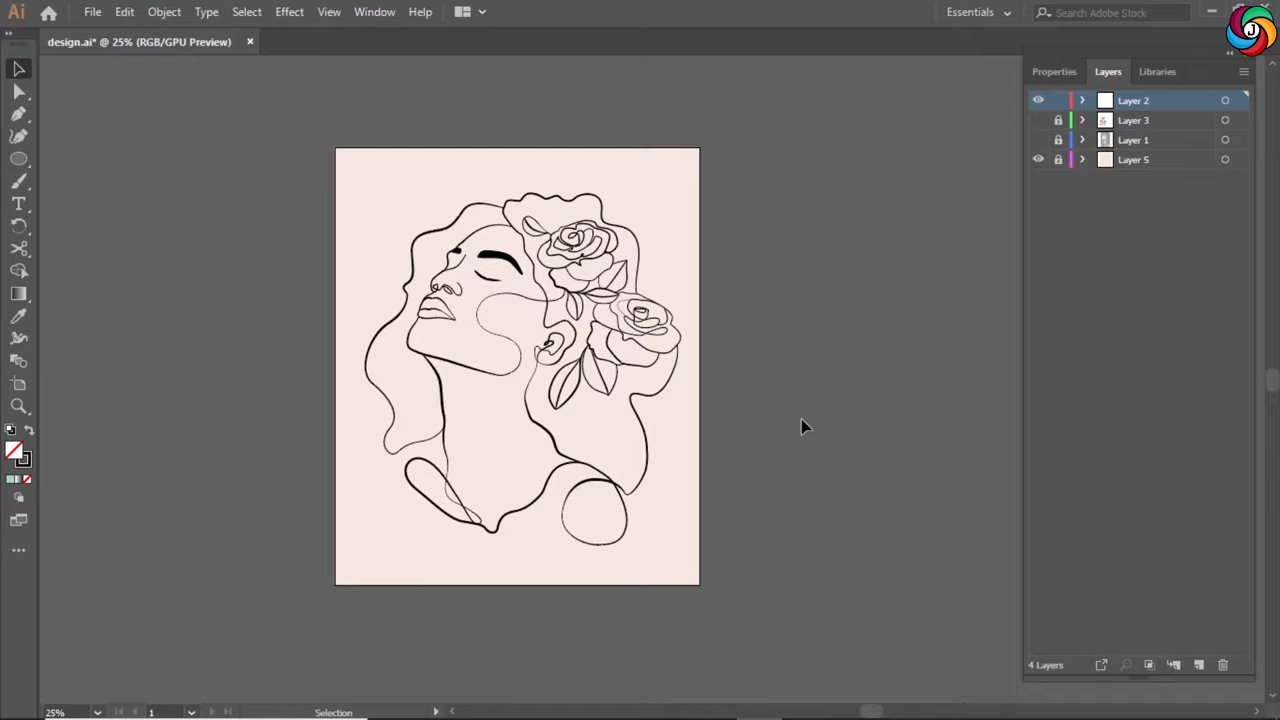 Ai File Edit Object Type Select Effect View Window Help Essentials Search Adobe Stock
J
design.ai* @ 25% (RGB/GPU Preview) ×
Properties Layers Libraries
Layer 2
Layer 3
Layer 1
Layer 5
T
4 Layers
25% 1 Selection